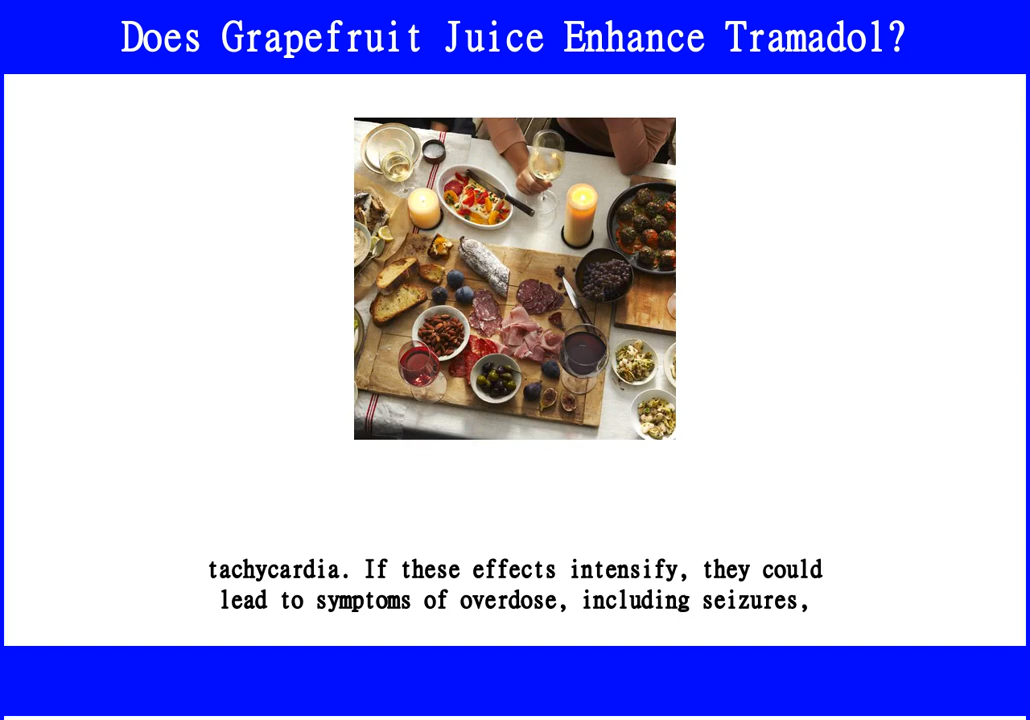 Does Grapefruit Juice Enhance Tramadol?
tachycardia. If these effects intensify, they could
lead to symptoms of overdose, including seizures,